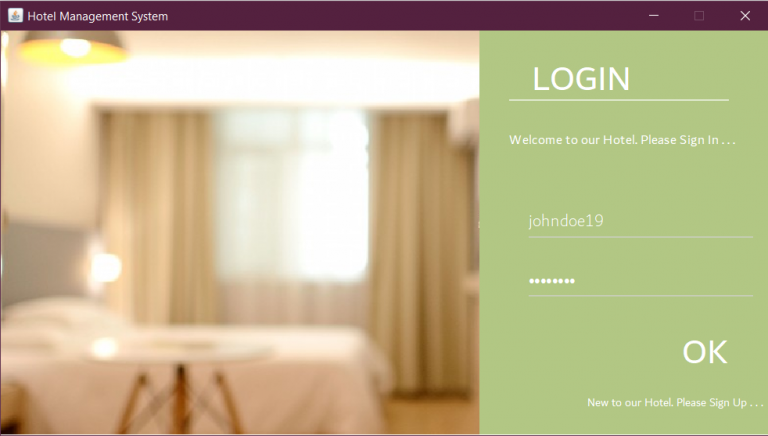 Hotel Management System
LOGIN
Welcome to our Hotel. Please Sign In . . .
johndoe19
••••••••
OK
New to our Hotel. Please Sign Up . . .